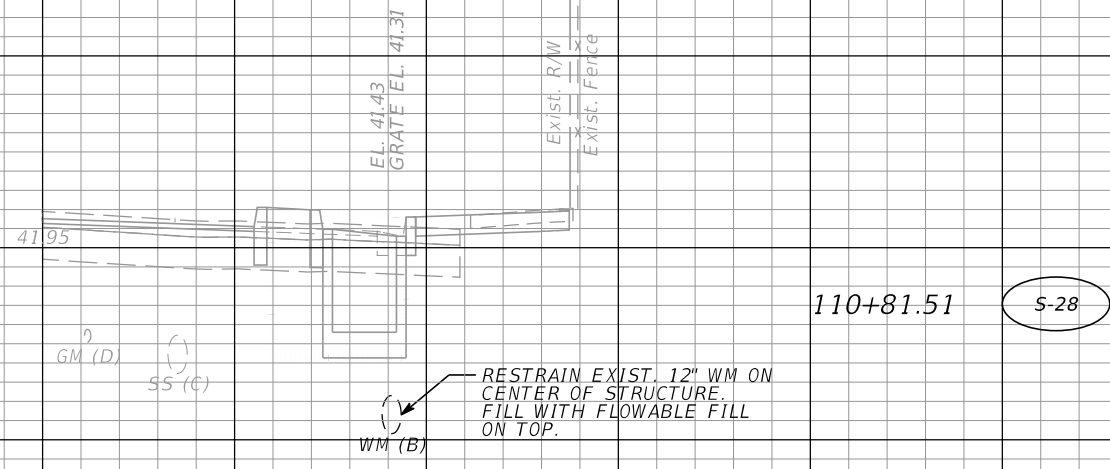 EL. 41.43
GRATE EL. 41.31
Exist. R/W
Exist. Fence
41.95
110+81.51
S-28
GM (D)
SS (C)
RESTRAIN EXIST. 12" WM ON
CENTER OF STRUCTURE.
FILL WITH FLOWABLE FILL
ON TOP.
WM (B)